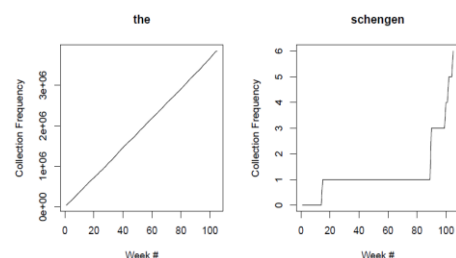 the
schengen
Collection Frequency
0e+00 1e+06 2e+06 3e+06
0 20 40 60 80 100
Week #
Collection Frequency
0 1 2 3 4 5 6
0 20 40 60 80 100
Week #